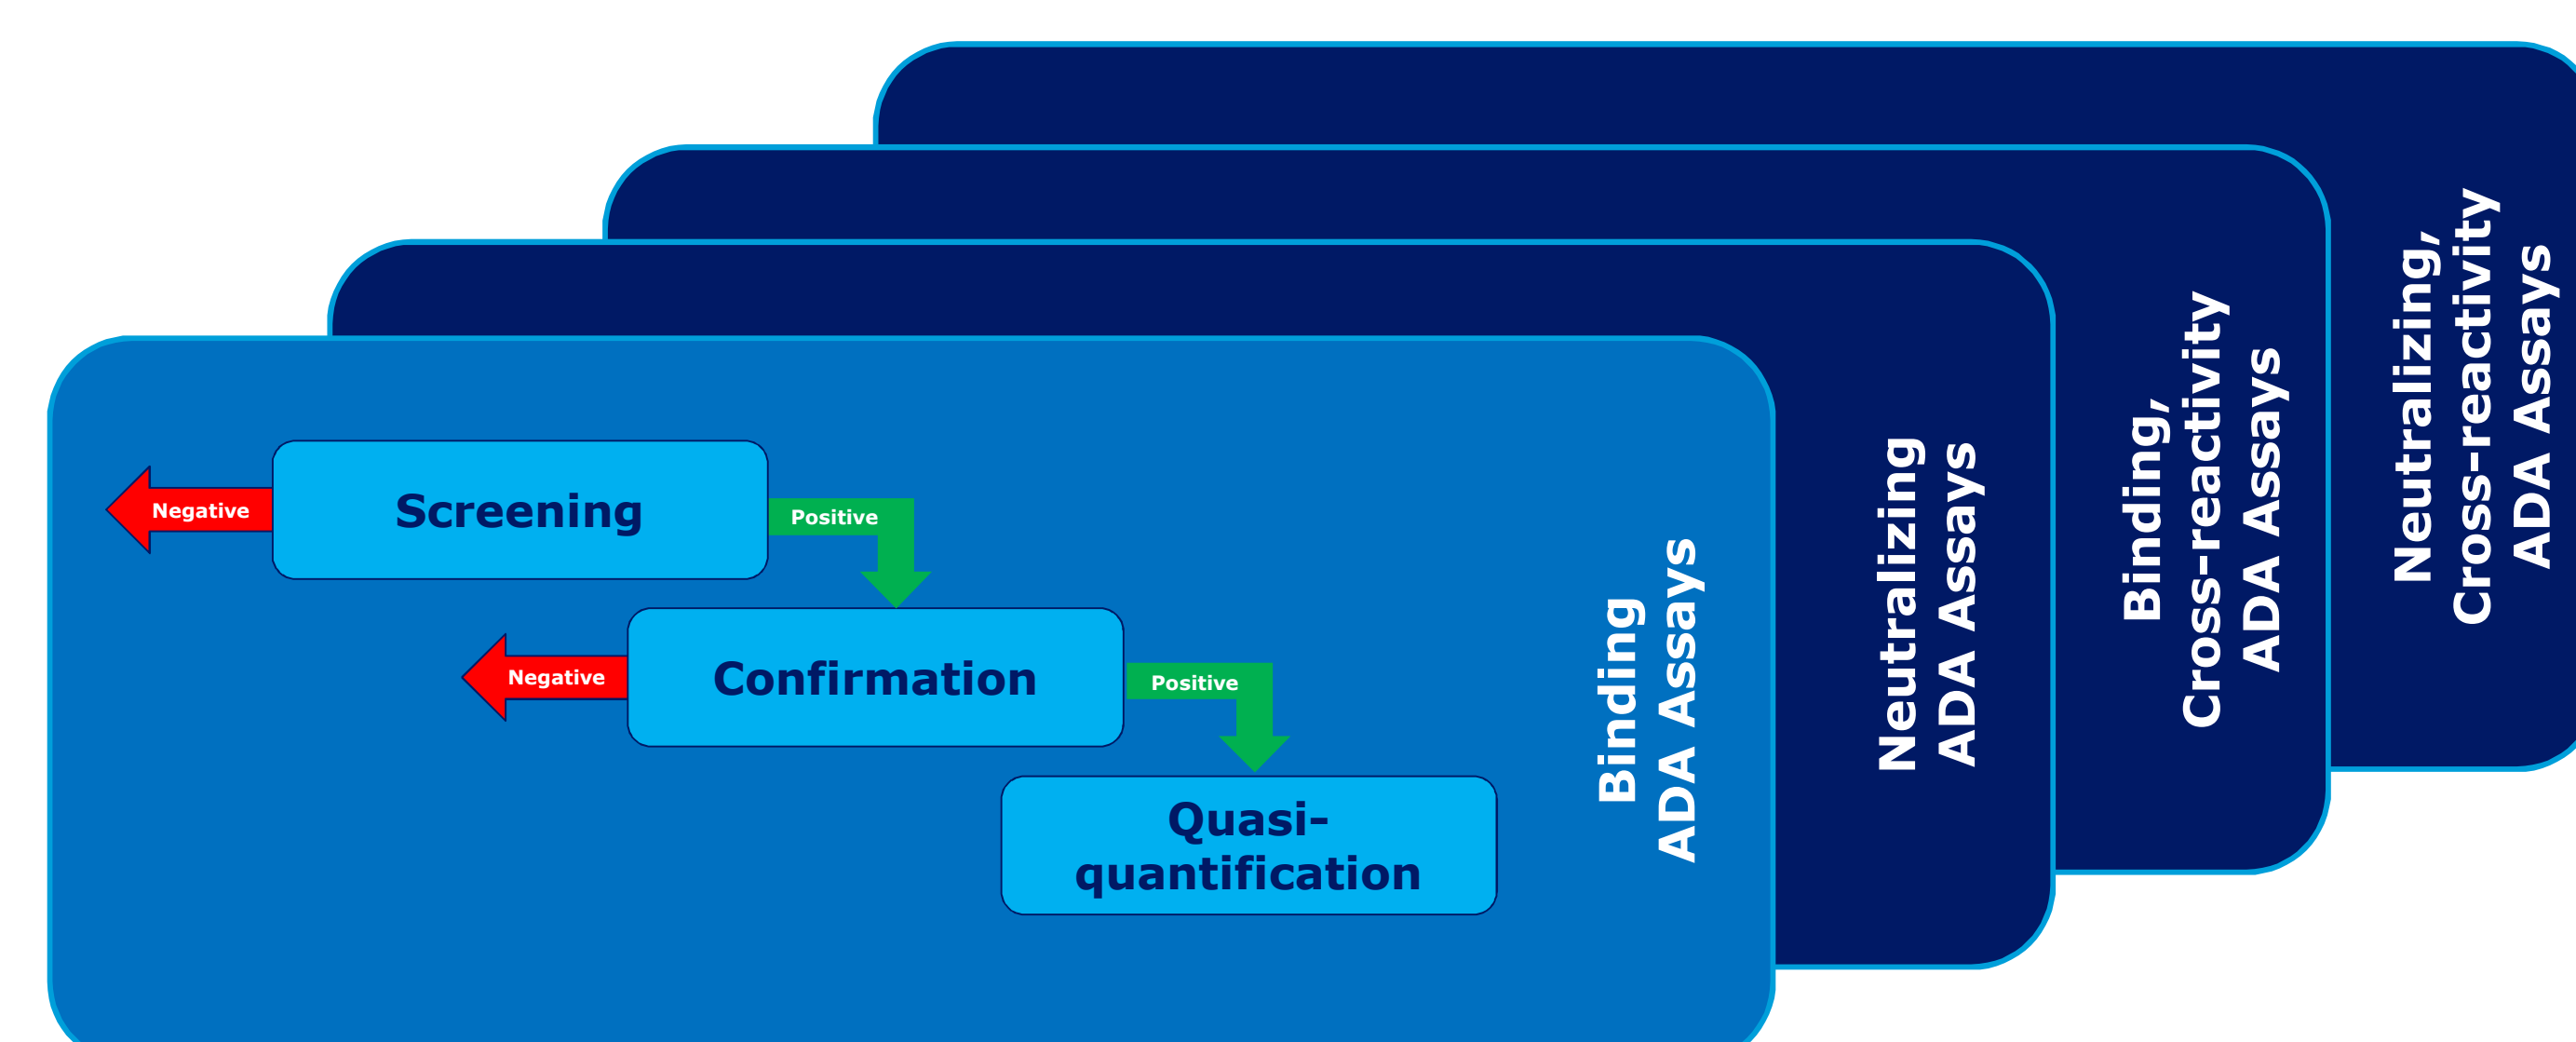 Negative
Screening
Positive
Negative
Confirmation
Positive
Quasi-
quantification
Binding
ADA Assays
Neutralizing
ADA Assays
Binding,
Cross-reactivity
ADA Assays
Neutralizing,
Cross-reactivity
ADA Assays